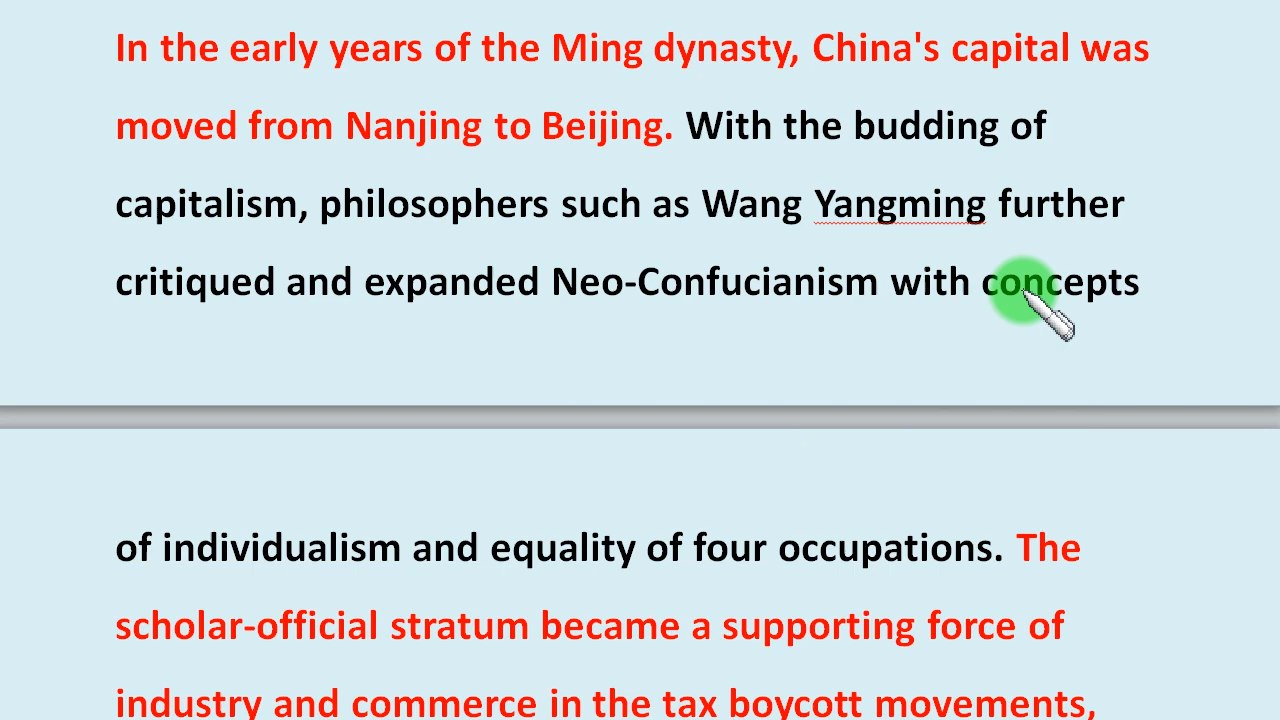 In the early years of the Ming dynasty, China's capital was
moved from Nanjing to Beijing. With the budding of
capitalism, philosophers such as Wang Yangming further
critiqued and expanded Neo-Confucianism with concepts
of individualism and equality of four occupations. The
scholar-official stratum became a supporting force of
industry and commerce in the tax boycott movements,